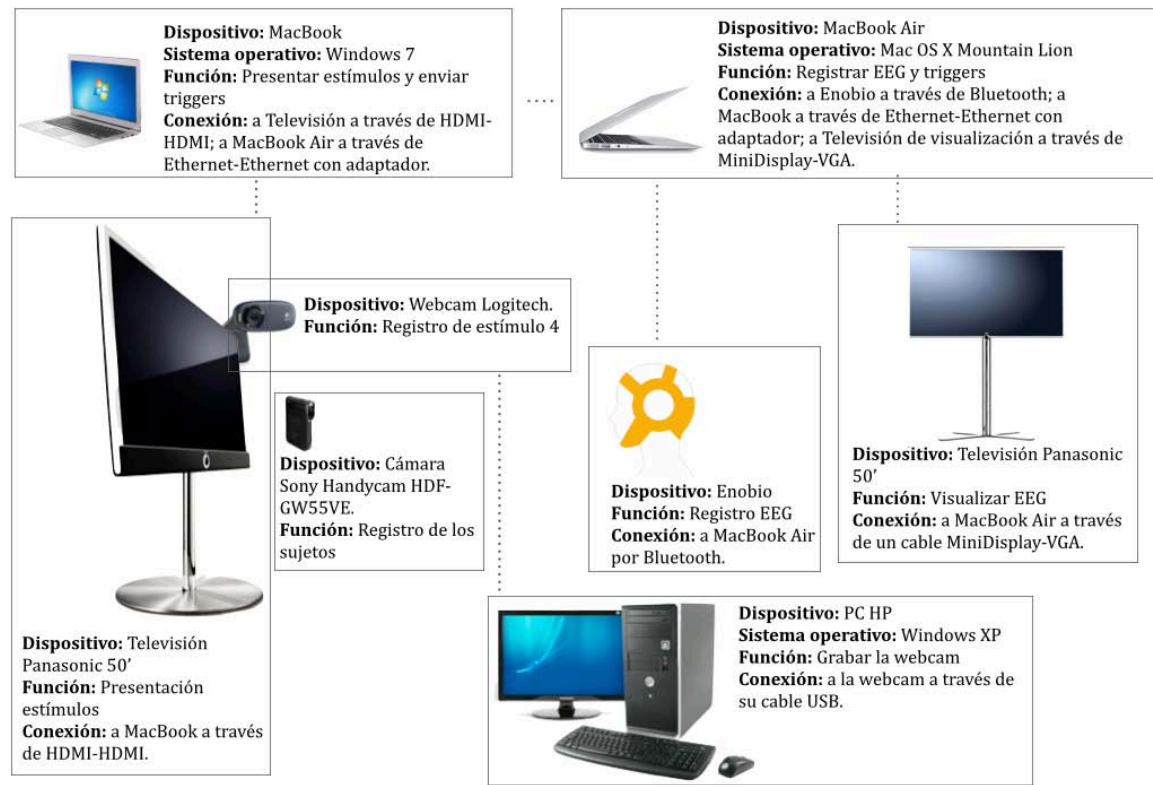 Dispositivo: MacBook
Sistema operativo: Windows 7
Función: Presentar estímulos y enviar
triggers
Conexión: a Televisión a través de HDMI-
HDMI; a MacBook Air a través de
Ethernet-Ethernet con adaptador.
Dispositivo: MacBook Air
Sistema operativo: Mac OS X Mountain Lion
Función: Registrar EEG y triggers
Conexión: a Enobio a través de Bluetooth; a
MacBook a través de Ethernet-Ethernet con
adaptador; a Televisión de visualización a través de
MiniDisplay-VGA.
Dispositivo: Webcam Logitech.
Función: Registro de estímulo 4
Dispositivo: Cámara
Sony Handycam HDF-
GW55VE.
Función: Registro de los
sujetos
Dispositivo: Enobio
Función: Registro EEG
Conexión: a MacBook Air
por Bluetooth.
Dispositivo: Televisión Panasonic
50’
Función: Visualizar EEG
Conexión: a MacBook Air a través
de un cable MiniDisplay-VGA.
Dispositivo: Televisión
Panasonic 50’
Función: Presentación
estímulos
Conexión: a MacBook a través
de HDMI-HDMI.
Dispositivo: PC HP
Sistema operativo: Windows XP
Función: Grabar la webcam
Conexión: a la webcam a través de
su cable USB.